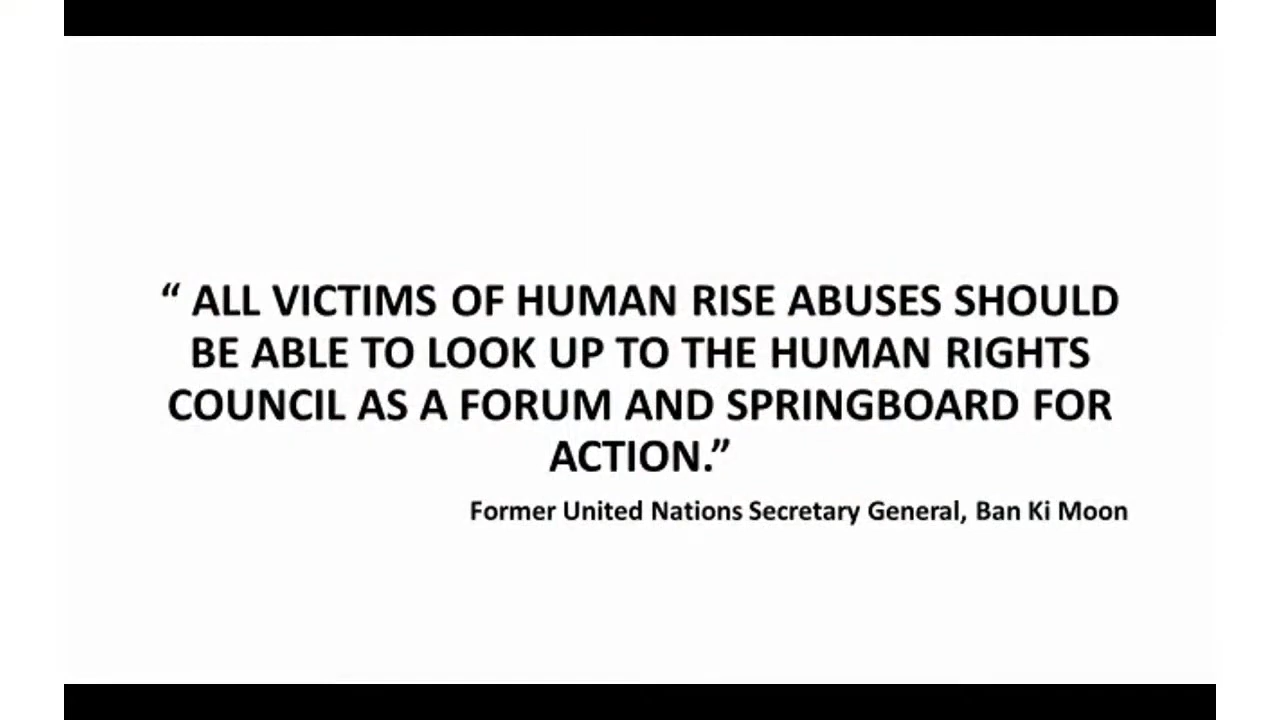 “ ALL VICTIMS OF HUMAN RISE ABUSES SHOULD
BE ABLE TO LOOK UP TO THE HUMAN RIGHTS
COUNCIL AS A FORUM AND SPRINGBOARD FOR
ACTION.”
Former United Nations Secretary General, Ban Ki Moon